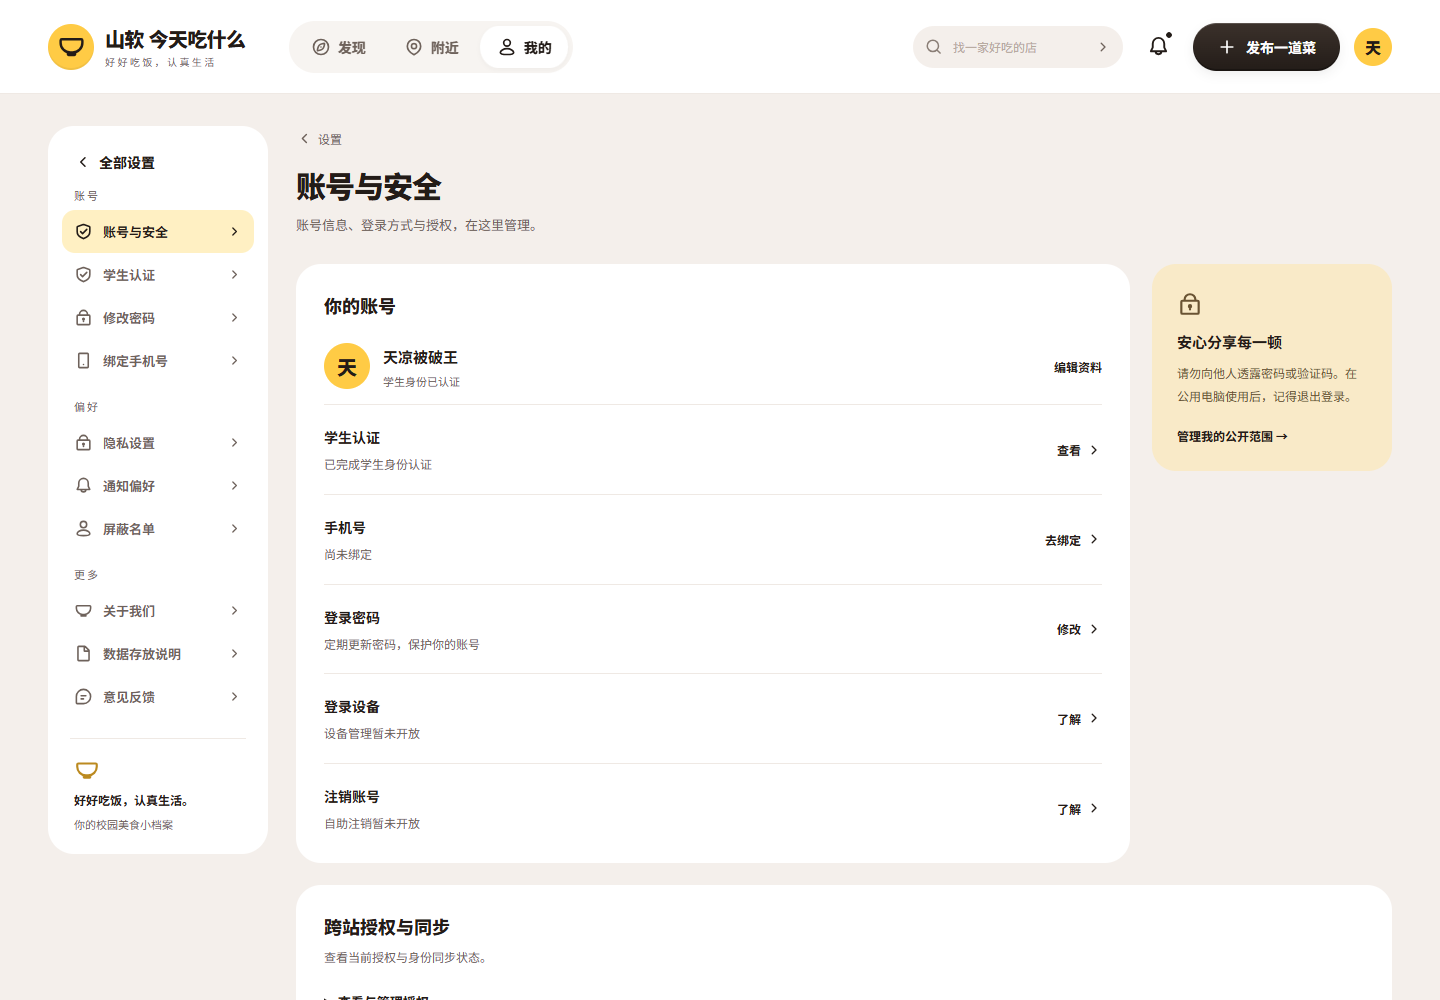 山软 今天吃什么
好好吃饭，认真生活
发现
附近
我的
找一家好吃的店
发布一道菜
天
全部设置
账号
账号与安全
学生认证
修改密码
绑定手机号
偏好
隐私设置
通知偏好
屏蔽名单
更多
关于我们
数据存放说明
意见反馈
好好吃饭，认真生活。
你的校园美食小档案
设置
账号与安全
账号信息、登录方式与授权，在这里管理。
你的账号
天
天凉被破王
学生身份已认证
编辑资料
学生认证
已完成学生身份认证
查看
手机号
尚未绑定
去绑定
登录密码
定期更新密码，保护你的账号
修改
登录设备
设备管理暂未开放
了解
注销账号
自助注销暂未开放
了解
安心分享每一顿
请勿向他人透露密码或验证码。在
公用电脑使用后，记得退出登录。
管理我的公开范围→
跨站授权与同步
查看当前授权与身份同步状态。
查看与管理授权